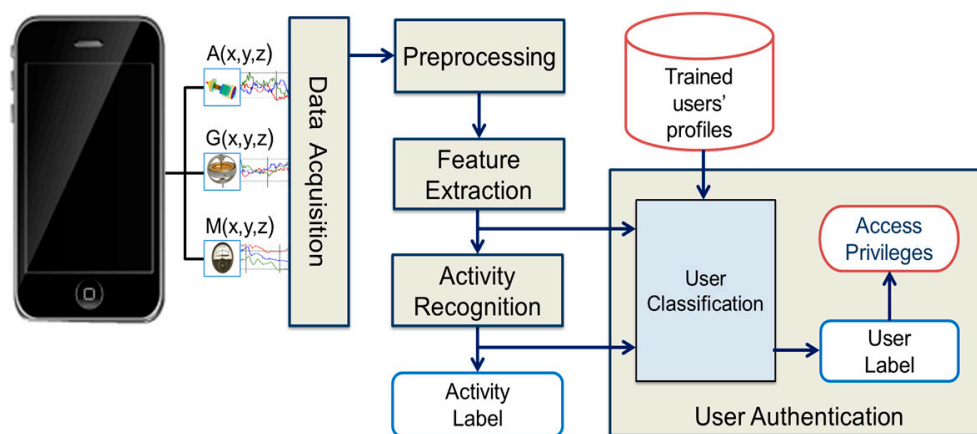 A(x,y,z)
G(x,y,z)
M(x,y,z)
Data Acquisition
Preprocessing
Feature
Extraction
Activity
Recognition
Activity
Label
Trained
users'
profiles
User
Classification
Access
Privileges
User
Label
User Authentication